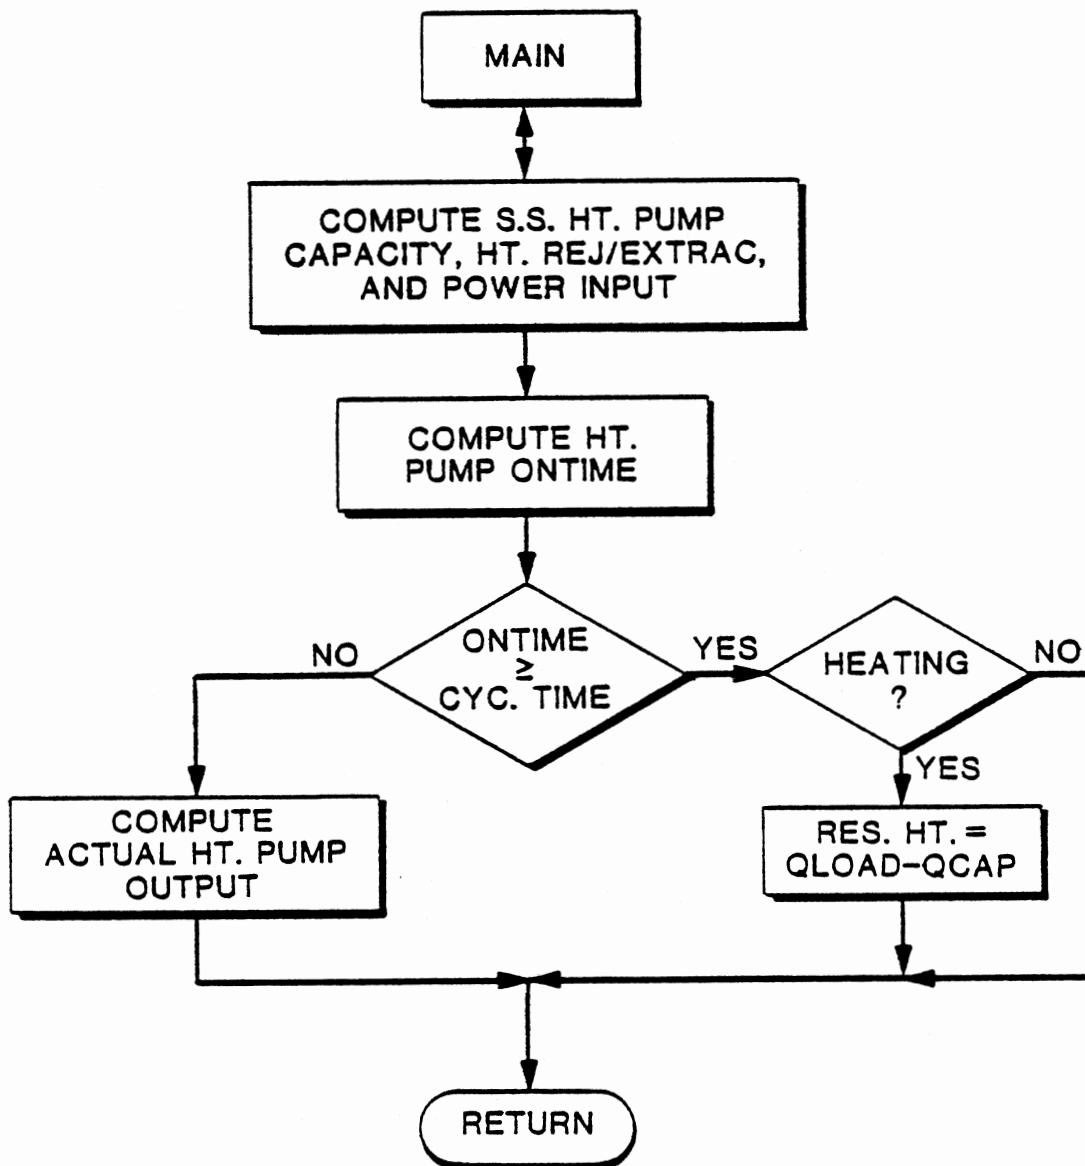 MAIN
COMPUTE S.S. HT. PUMP
CAPACITY, HT. REJ/EXTRAC,
AND POWER INPUT
COMPUTE HT.
PUMP ONTIME
ONTIME
≥
CYC. TIME
NO
YES
HEATING
?
NO
YES
COMPUTE
ACTUAL HT. PUMP
OUTPUT
RES. HT. =
QLOAD-QCAP
RETURN